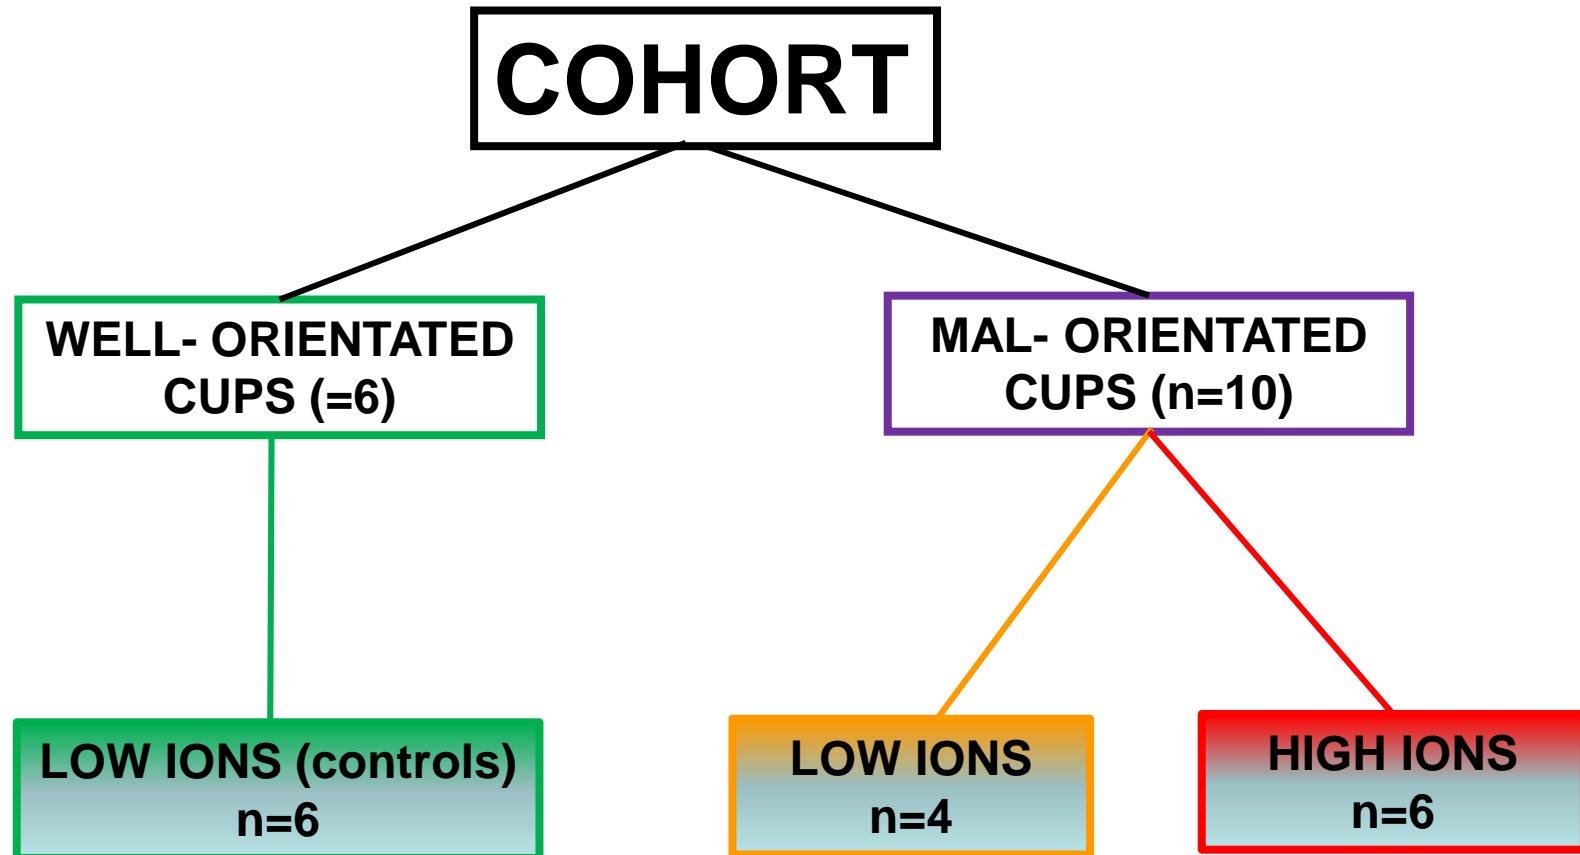 COHORT
WELL- ORIENTATED
CUPS (=6)
MAL- ORIENTATED
CUPS (n=10)
LOW IONS (controls)
n=6
LOW IONS
n=4
HIGH IONS
n=6